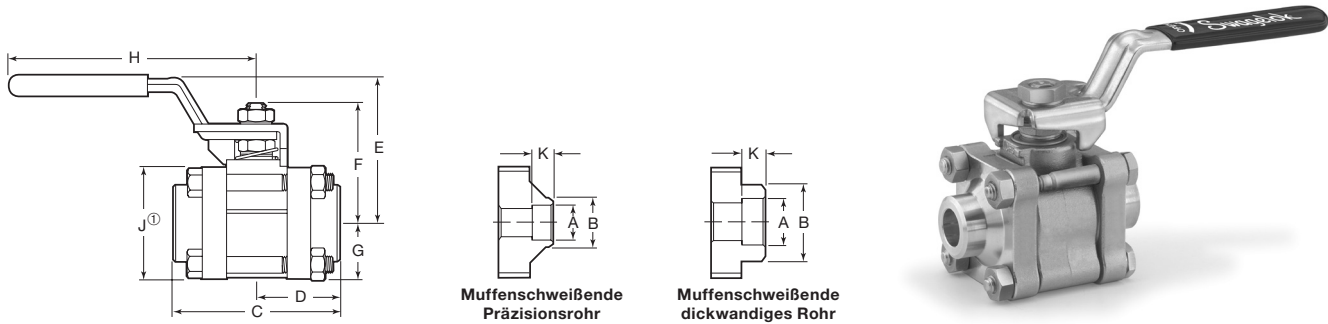 H
E
F
J①
G
D
C
K
A
B
Muffenschweißende
Präzisionsrohr
K
A
B
Muffenschweißende
dickwandiges Rohr
Swagelok